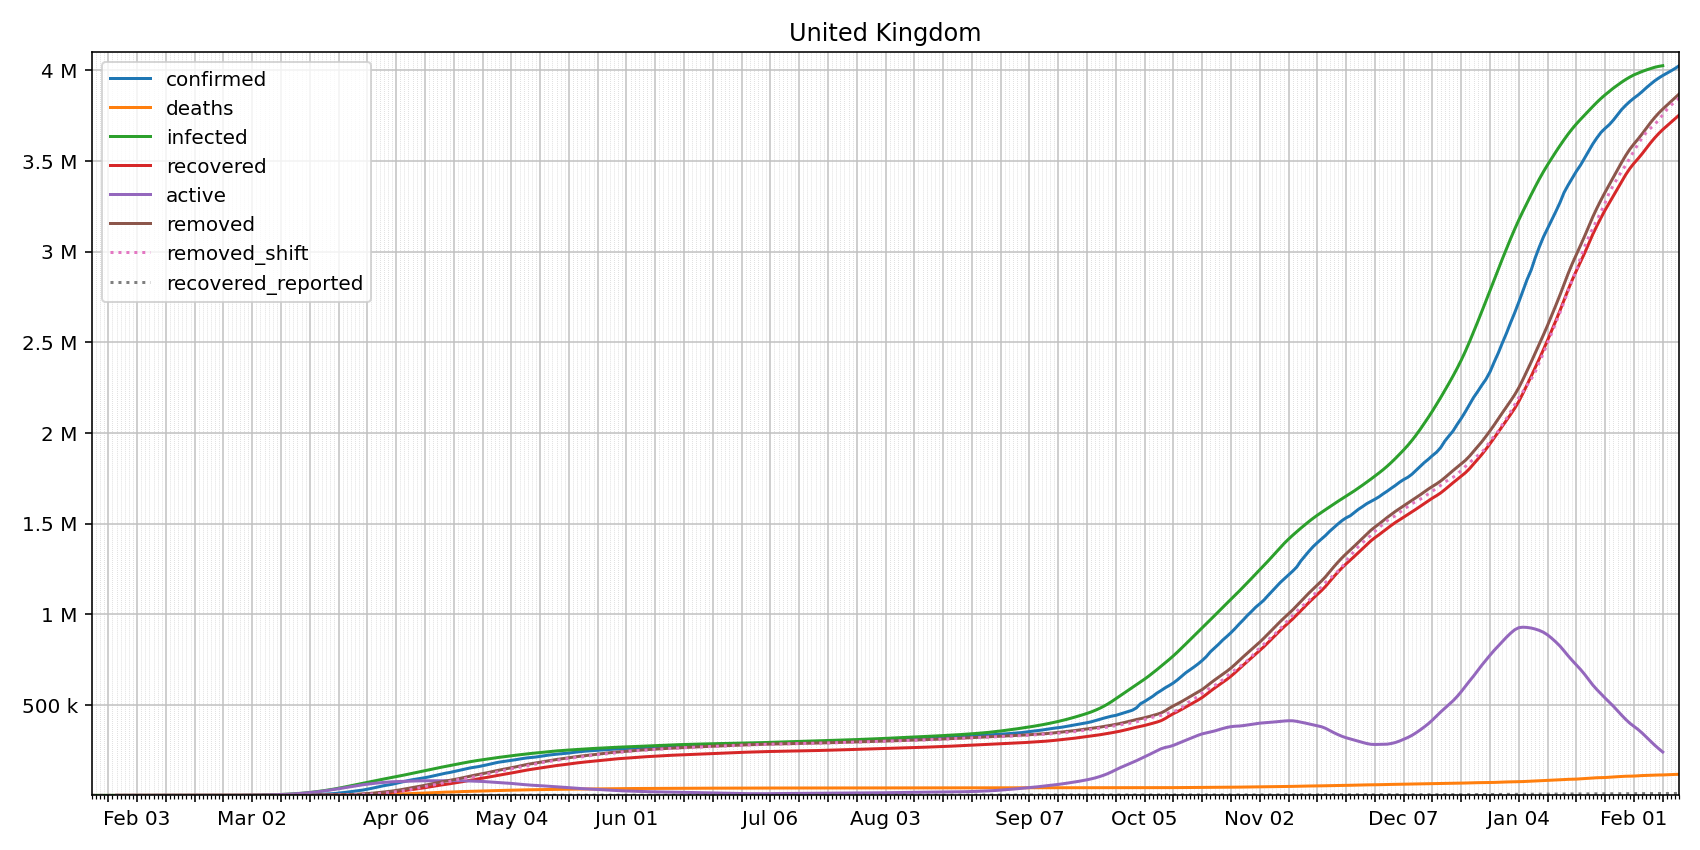 United Kingdom
4 M
3.5 M
3 M
2.5 M
2 M
1.5 M
1 M
500 k
confirmed
deaths
infected
recovered
active
removed
removed_shift
recovered_reported
Feb 03 Mar 02 Apr 06 May 04 Jun 01 Jul 06 Aug 03 Sep 07 Oct 05 Nov 02 Dec 07 Jan 04 Feb 01